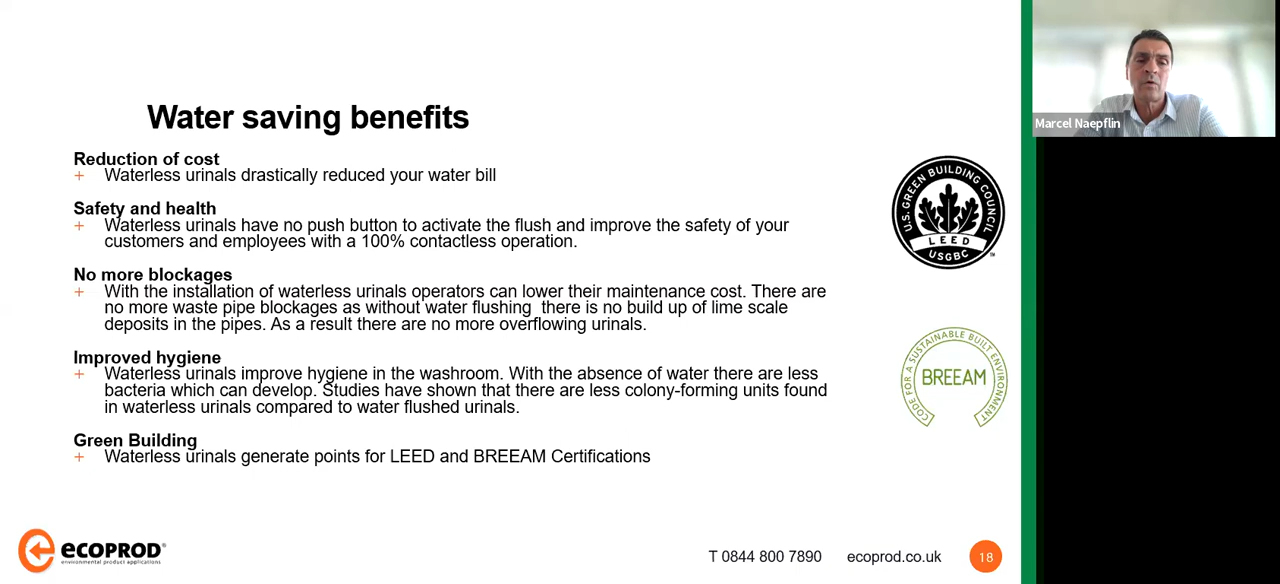 Water saving benefits
Reduction of cost
+ Waterless urinals drastically reduced your water bill
Safety and health
+ Waterless urinals have no push button to activate the flush and improve the safety of your
customers and employees with a 100% contactless operation.
No more blockages
+ With the installation of waterless urinals operators can lower their maintenance cost. There are
no more waste pipe blockages as without water flushing there is no build up of lime scale
deposits in the pipes. As a result there are no more overflowing urinals.
Improved hygiene
+ Waterless urinals improve hygiene in the washroom. With the absence of water there are less
bacteria which can develop. Studies have shown that there are less colony-forming units found
in waterless urinals compared to water flushed urinals.
Green Building
+ Waterless urinals generate points for LEED and BREEAM Certifications
Marcel Naepflin
U.S. GREEN BUILDING COUNCIL
LEED
USGBC
™
CODE FOR A SUSTAINABLE BUILT ENVIRONMENT
BREEAM
ECOPROD®
environmental product applications
T 0844 800 7890 ecoprod.co.uk 18